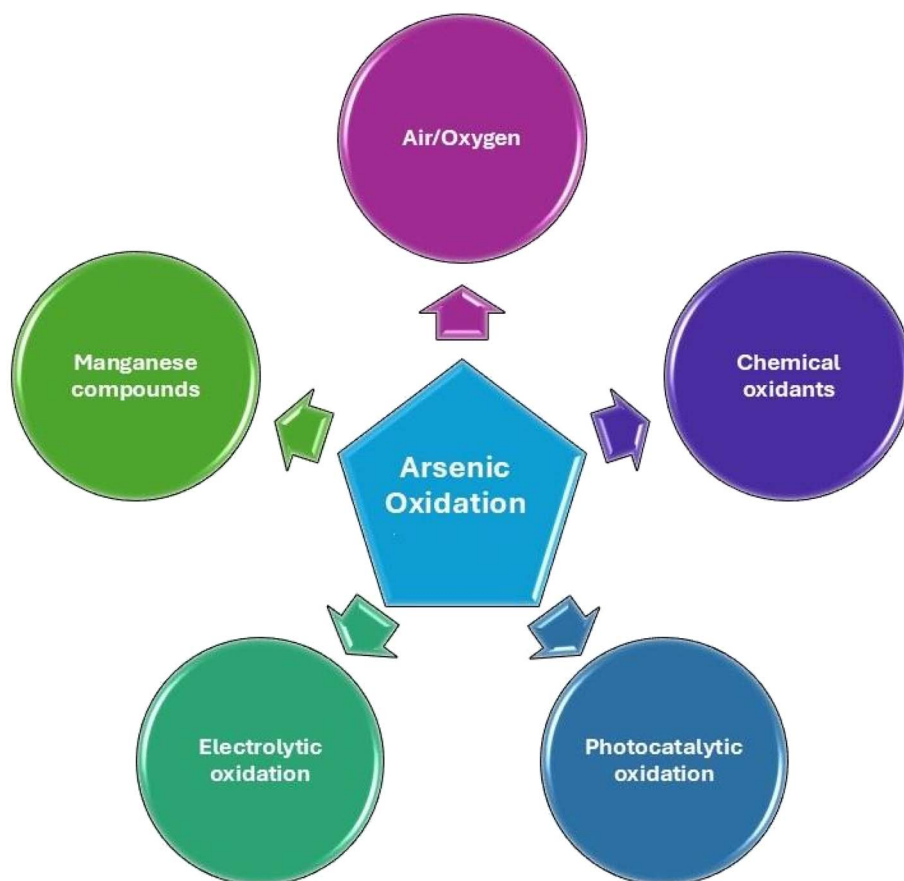 Air/Oxygen
Manganese
compounds
Chemical
oxidants
Arsenic
Oxidation
Electrolytic
oxidation
Photocatalytic
oxidation